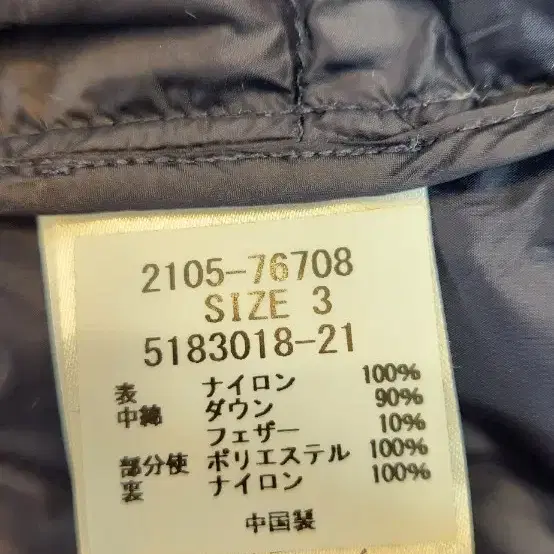 2105-76708
SIZE 3
5183018-21
表 ナイロン 100%
中綿 ダウン 90%
フェザー 10%
部分使 ポリエステル 100%
裏 ナイロン 100%
中国製